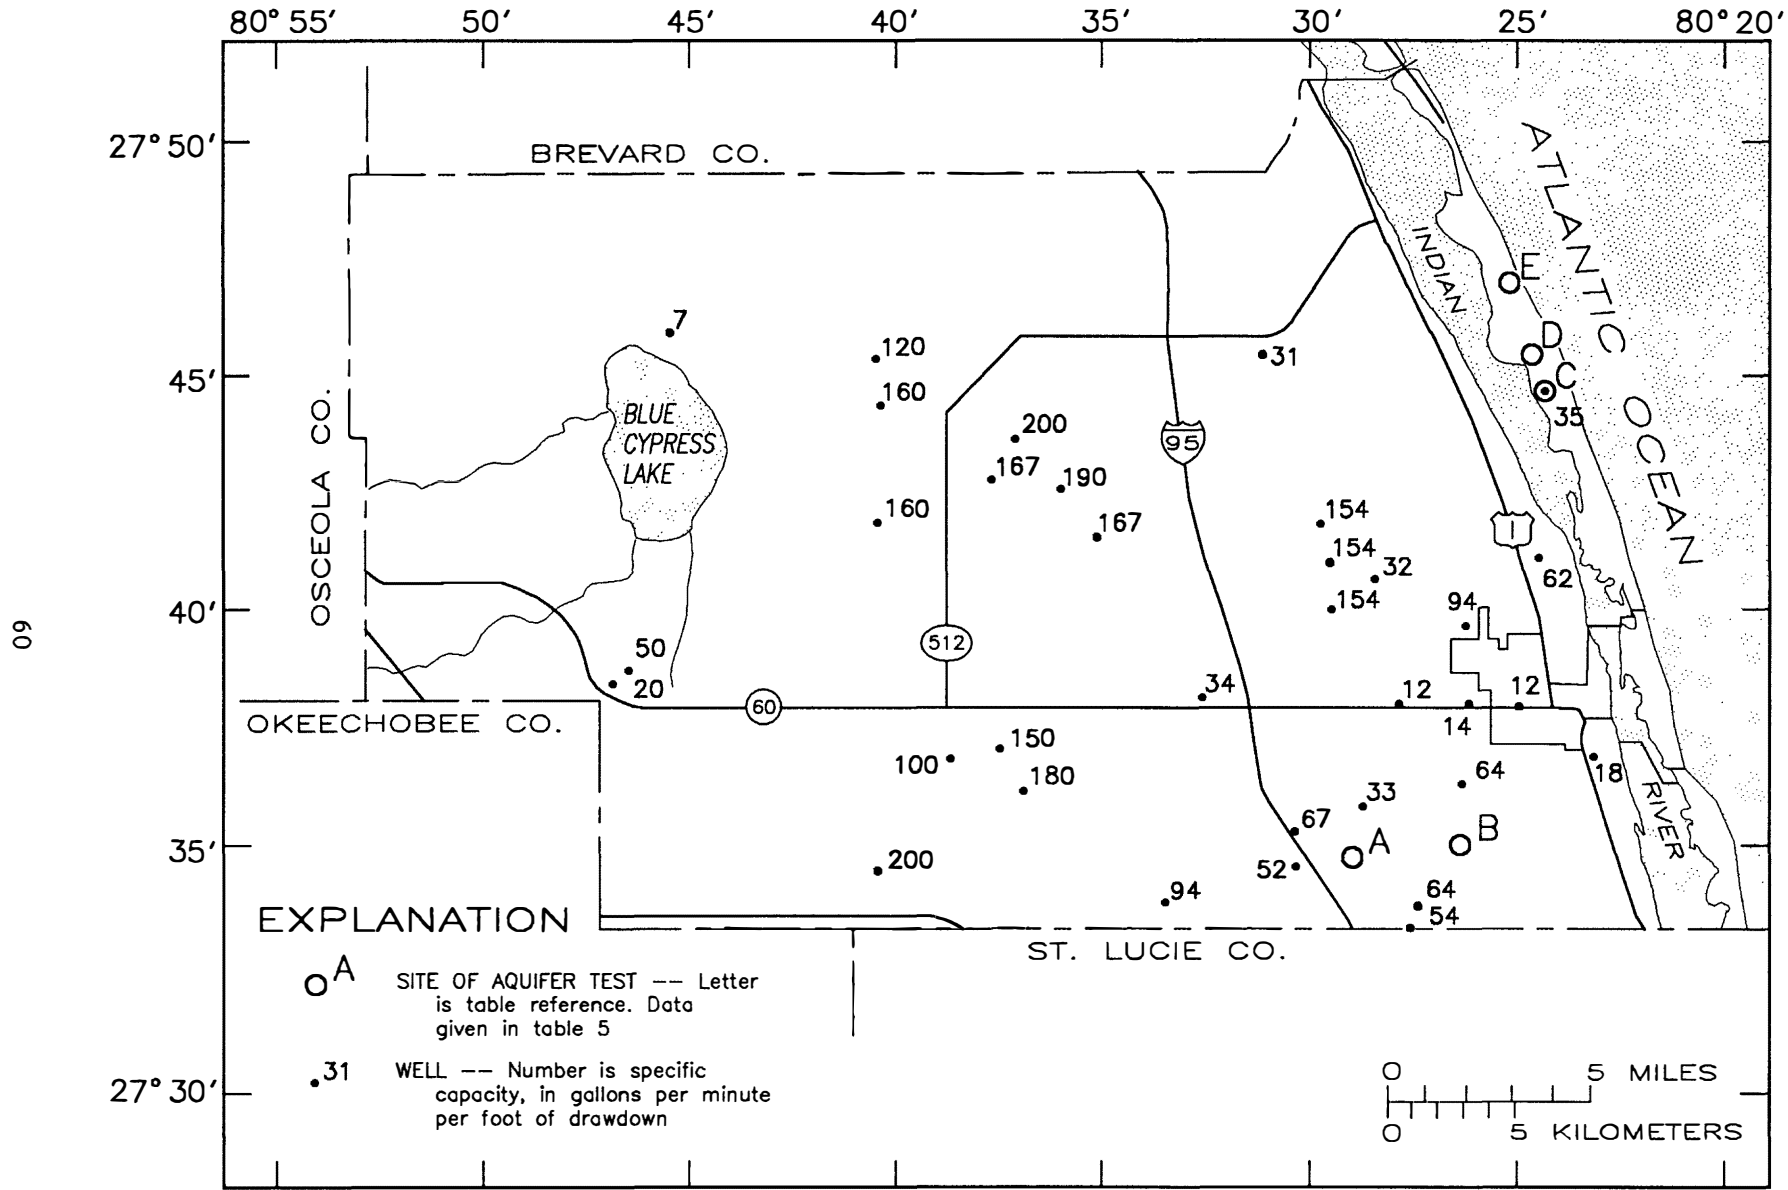 80° 55′ 50′ 45′ 40′ 35′ 30′ 25′ 80° 20′
27° 50′
45′
40′
35′
27° 30′
60
BREVARD CO.
OSCEOLA CO.
OKEECHOBEE CO.
ST. LUCIE CO.
ATLANTIC OCEAN
INDIAN
RIVER
BLUE
CYPRESS
LAKE
E
D
C
35
7
120
160
31
200
167
190
95
160
167
154
154
32
154
1
62
94
512
50
20
60
34
12
14
12
100
150
180
18
64
33
67
A
B
52
200
94
64
54
EXPLANATION
A
SITE OF AQUIFER TEST –– Letter
is table reference. Data
given in table 5
31
WELL –– Number is specific
capacity, in gallons per minute
per foot of drawdown
0 5 MILES
0 5 KILOMETERS